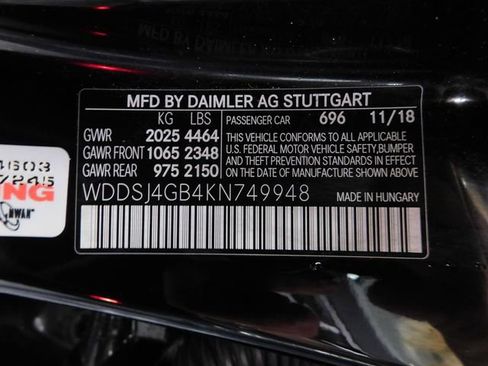 MFD BY DAIMLER AG STUTTGART
KG LBS
GVWR 2025 4464
GAWR FRONT 1065 2348
GAWR REAR 975 2150
PASSENGER CAR 696 11/18
THIS VEHICLE CONFORMS TO ALL APPLICABLE
U.S. FEDERAL MOTOR VEHICLE SAFETY,BUMPER
AND THEFT PREVENTION STANDARDS IN EFFECT
ON THE DATE OF MANUFACTURE SHOWN ABOVE
WDDSJ4GB4KN749948
MADE IN HUNGARY